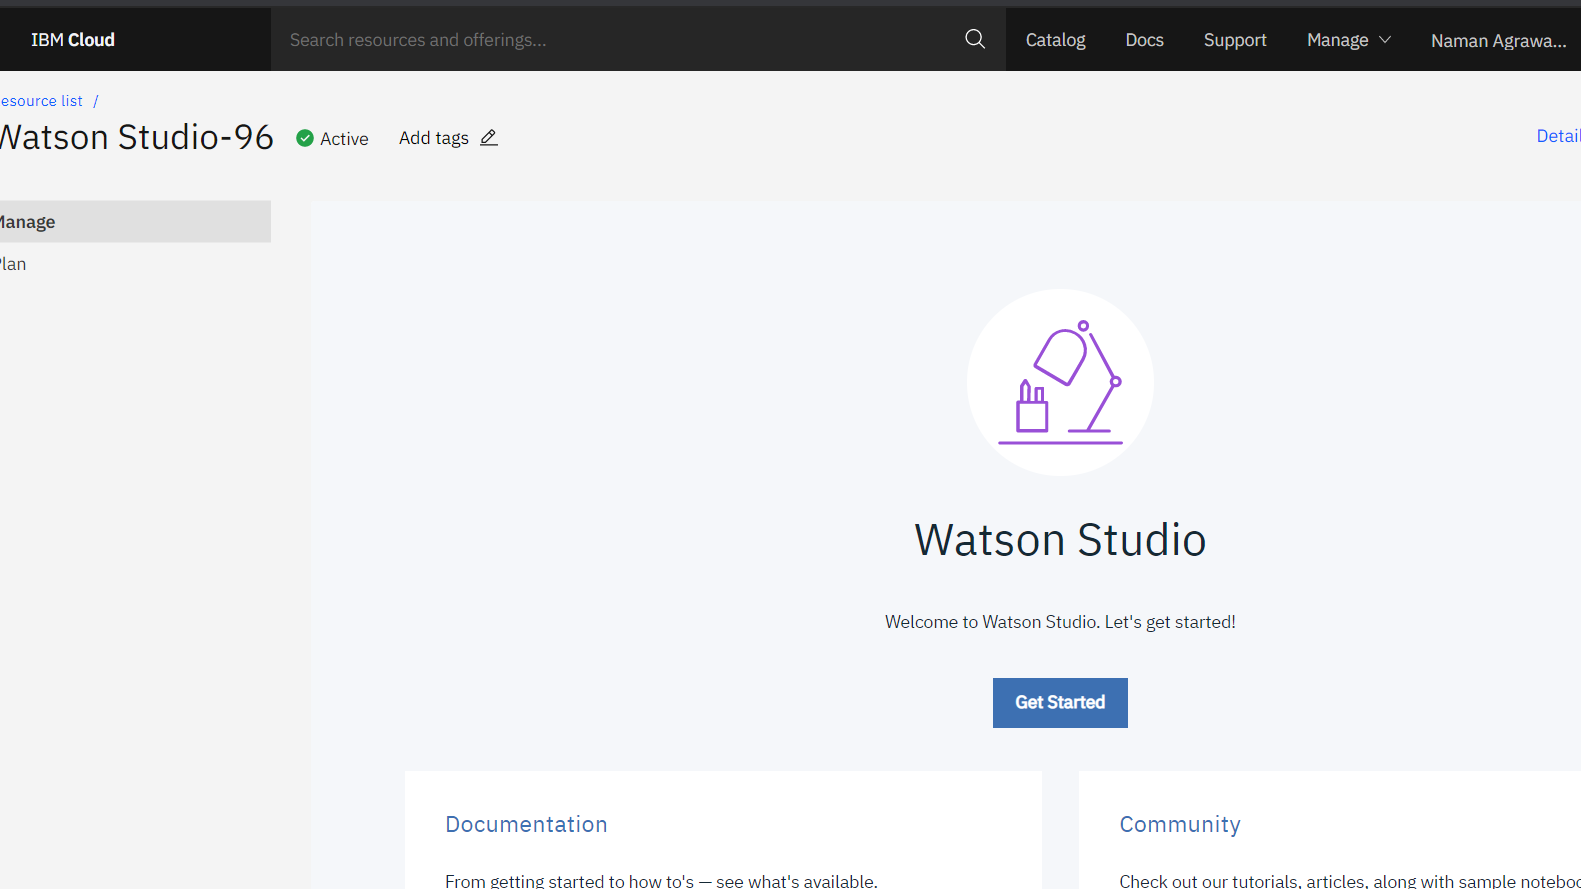 IBM Cloud
Search resources and offerings...
Catalog
Docs
Support
Manage
Naman Agrawa...
esource list /
Watson Studio-96
Active
Add tags
Detail
Manage
Plan
Watson Studio
Welcome to Watson Studio. Let's get started!
Get Started
Documentation
From getting started to how to's — see what's available.
Community
Check out our tutorials, articles, along with sample